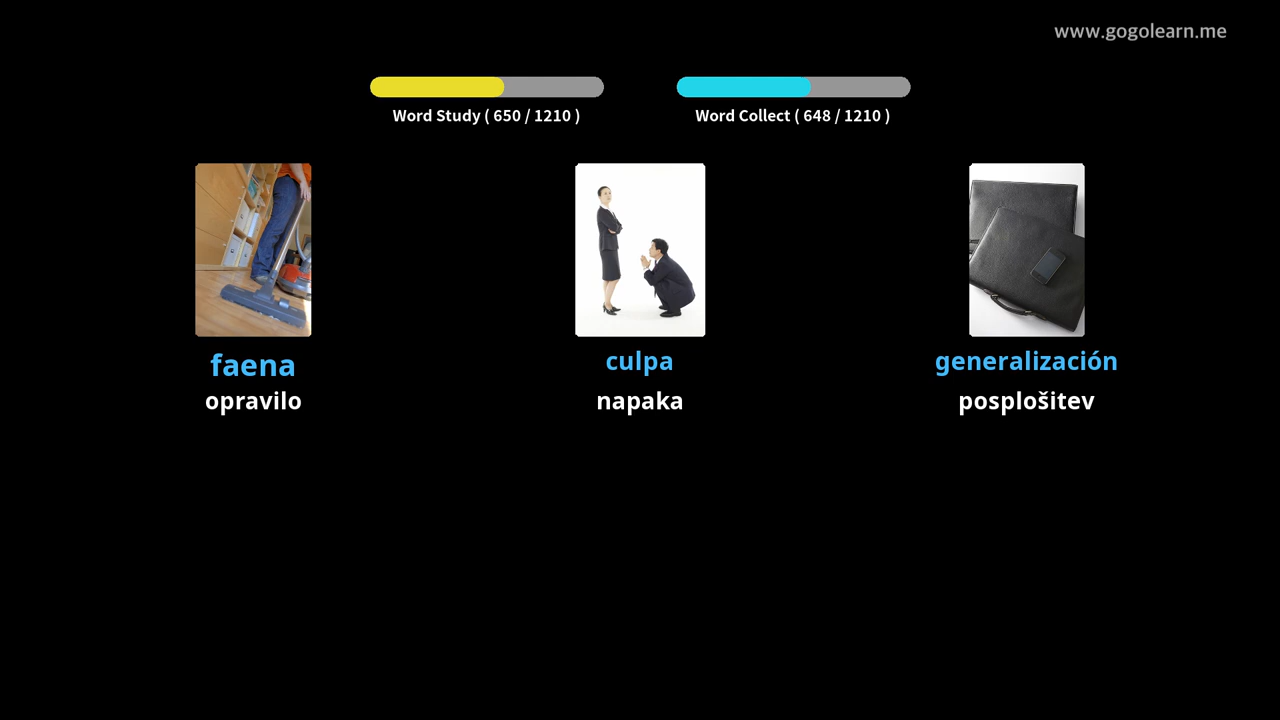 www.gogolearn.me
Word Study ( 650 / 1210 )
Word Collect ( 648 / 1210 )
faena
culpa
generalización
opravilo
napaka
posplošitev